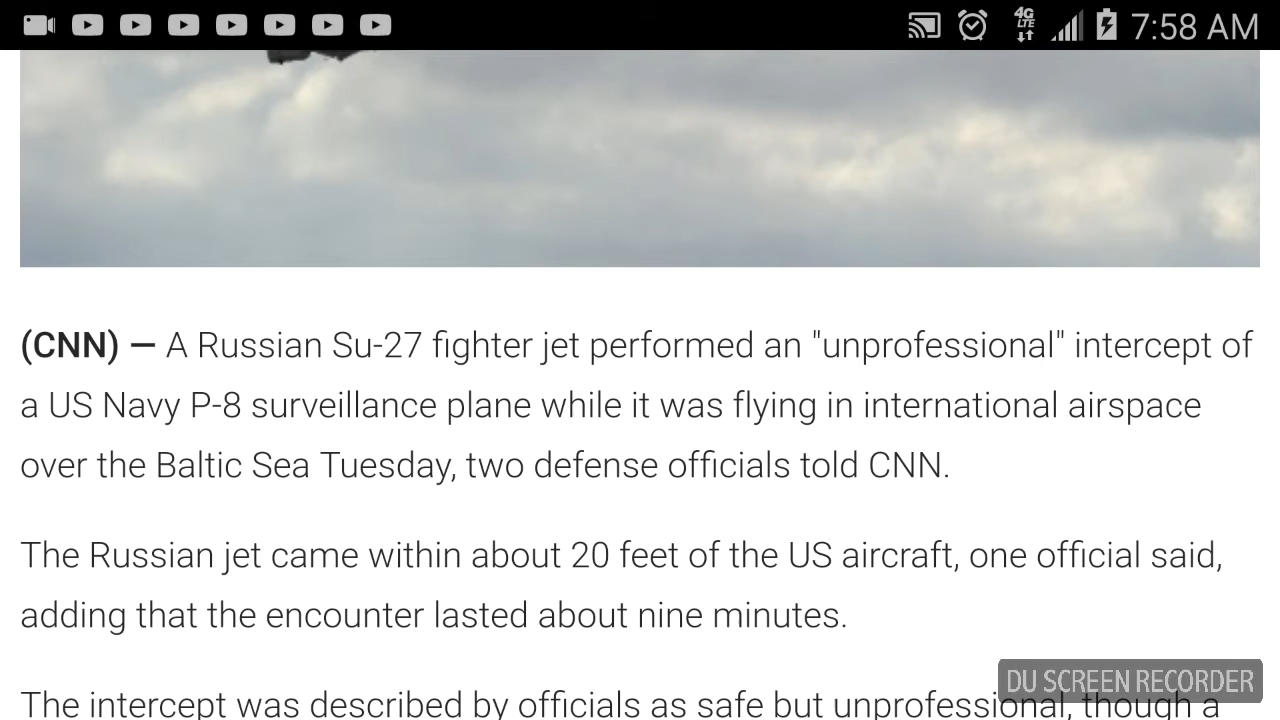 4G
LTE
7:58 AM
(CNN) — A Russian Su-27 fighter jet performed an "unprofessional" intercept of
a US Navy P-8 surveillance plane while it was flying in international airspace
over the Baltic Sea Tuesday, two defense officials told CNN.
The Russian jet came within about 20 feet of the US aircraft, one official said,
adding that the encounter lasted about nine minutes.
The intercept was described by officials as safe but unprofessional, though a
DU SCREEN RECORDER